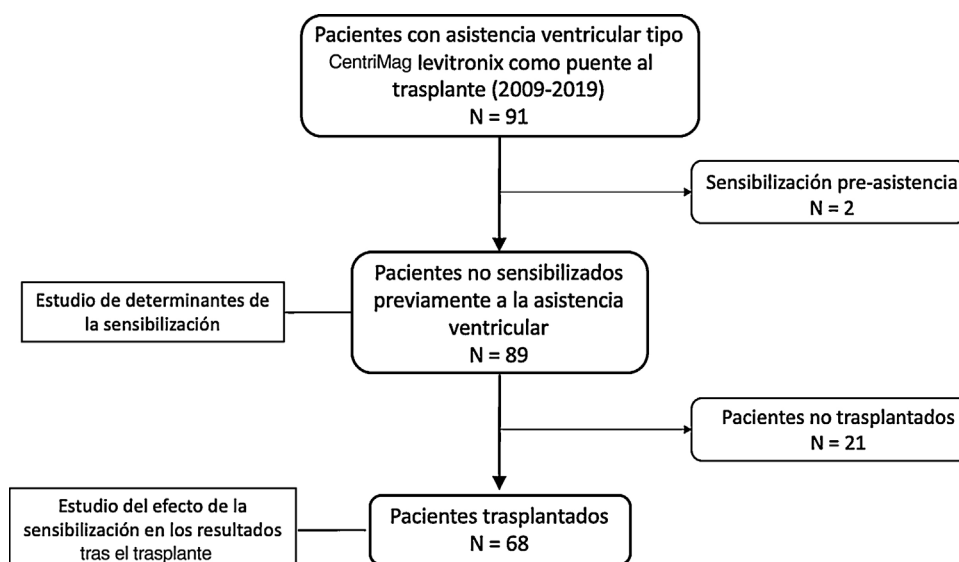 Pacientes con asistencia ventricular tipo
CentriMag levitronix como puente al
trasplante (2009-2019)
N = 91
Sensibilización pre-asistencia
N = 2
Pacientes no sensibilizados
previamente a la asistencia
ventricular
N = 89
Estudio de determinantes de
la sensibilización
Pacientes no trasplantados
N = 21
Estudio del efecto de la
sensibilización en los resultados
tras el trasplante
Pacientes trasplantados
N = 68